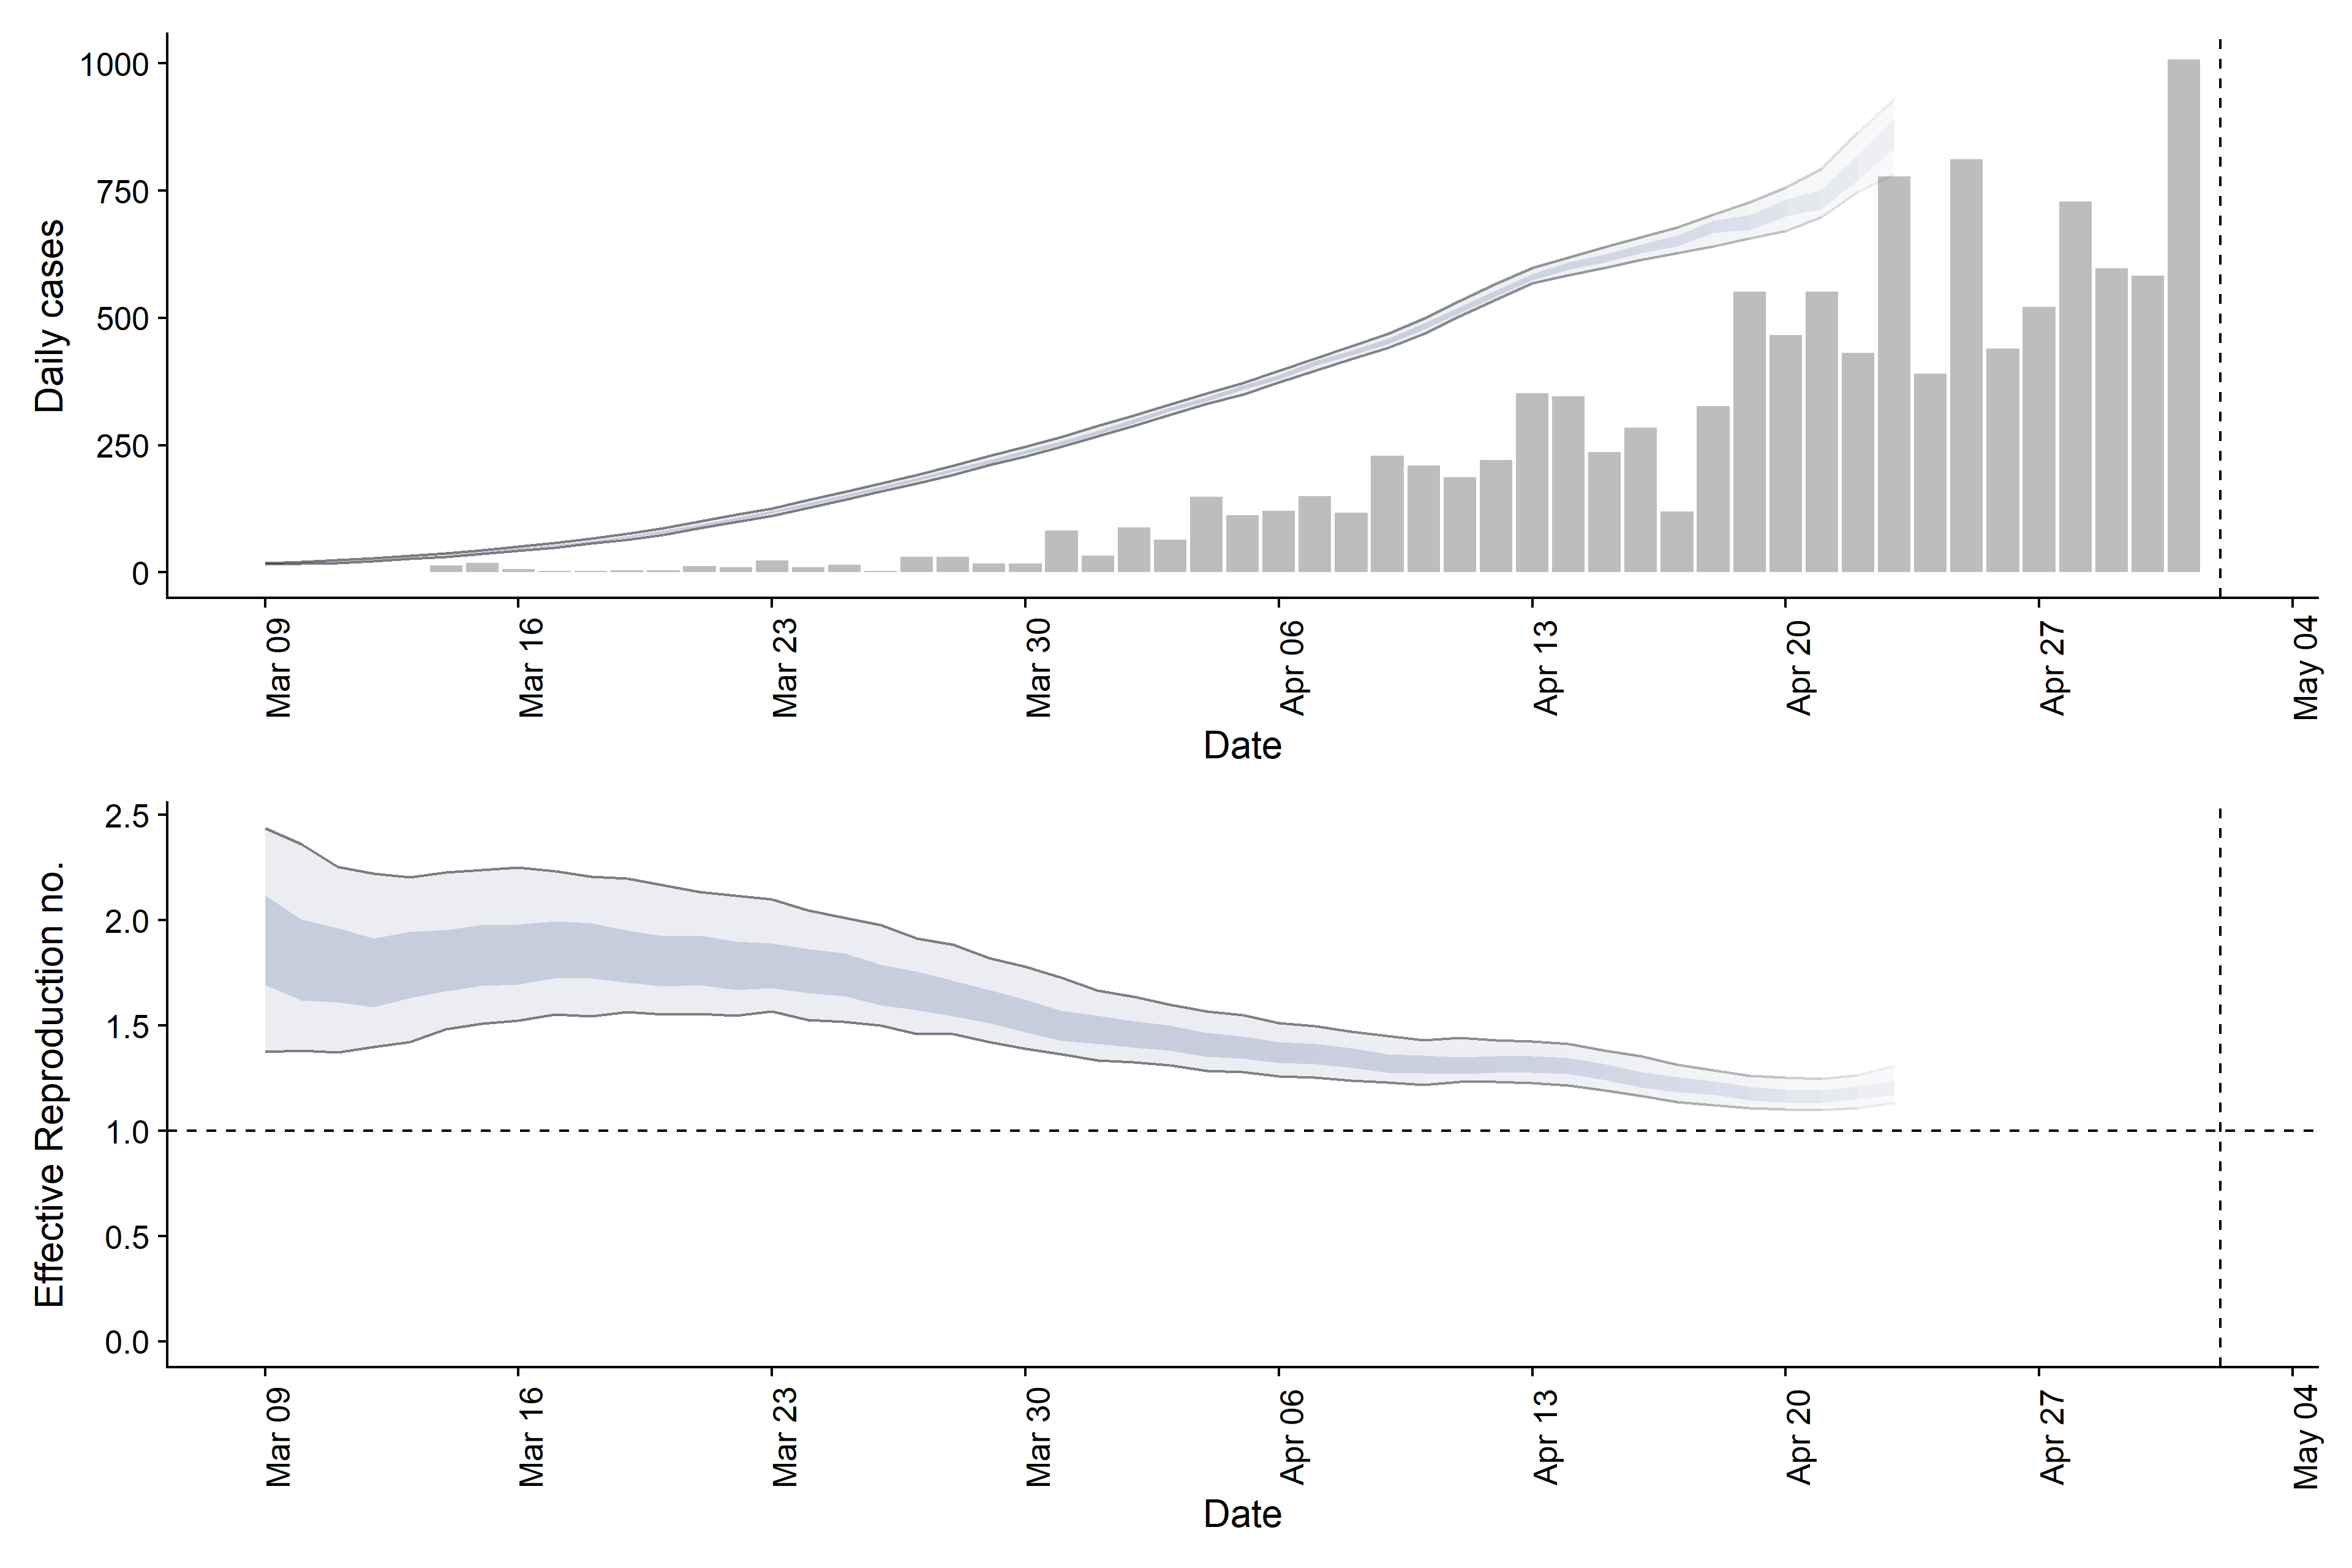 Daily cases
1000
750
500
250
0
Mar 09
Mar 16
Mar 23
Mar 30
Apr 06
Apr 13
Apr 20
Apr 27
May 04
Date
Effective Reproduction no.
2.5
2.0
1.5
1.0
0.5
0.0
Mar 09
Mar 16
Mar 23
Mar 30
Apr 06
Apr 13
Apr 20
Apr 27
May 04
Date